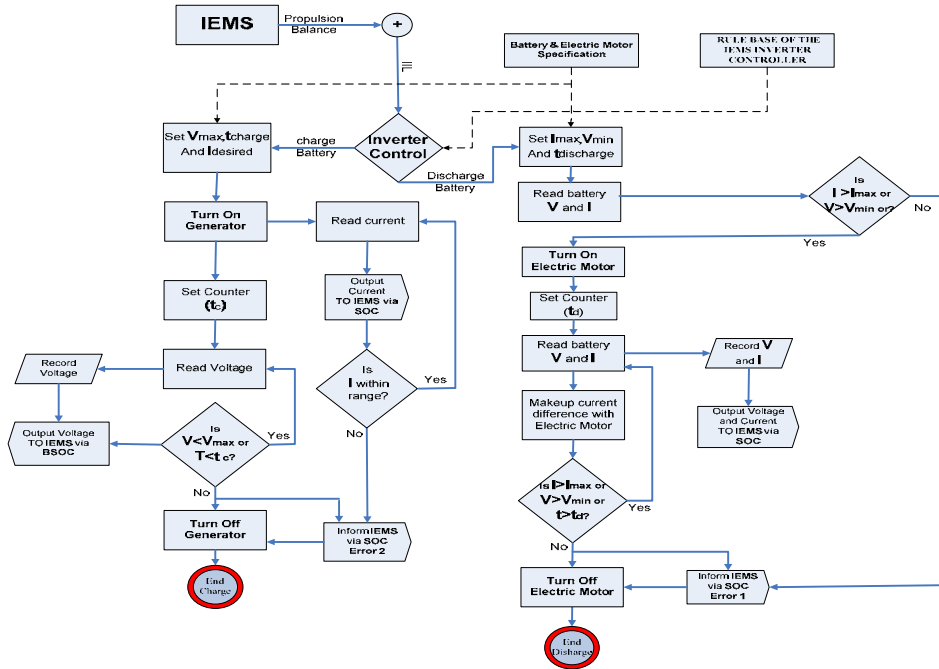 IEMS
Propulsion
Balance
+
Battery & Electric Motor
Specification
RULE BASE OF THE
IEMS INVERTER
CONTROLLER
Set Vmax,tcharge
And Idesired
charge
Battery
Inverter
Control
Discharge
Battery
Set Imax,Vmin
And tdischarge
Read battery
V and I
Is
I >Imax or
V>Vmin or?
No
Yes
Turn On
Generator
Read current
Turn On
Electric Motor
Output
Current
TO IEMS via
SOC
Set Counter
(tc)
Set Counter
(td)
Read battery
V and I
Record V
and I
Record
Voltage
Read Voltage
Is
I within
range?
Yes
No
Makeup current
difference with
Electric Motor
Output Voltage
and Current
TO IEMS via
SOC
Output Voltage
TO IEMS via
BSOC
Is
V<Vmax or
T<tc?
Yes
No
Is I>Imax or
V>Vmin or
t>td?
Yes
No
Turn Off
Generator
Inform IEMS
via SOC
Error 2
Turn Off
Electric Motor
Inform IEMS
via SOC
Error 1
End
Charge
End
Disharge